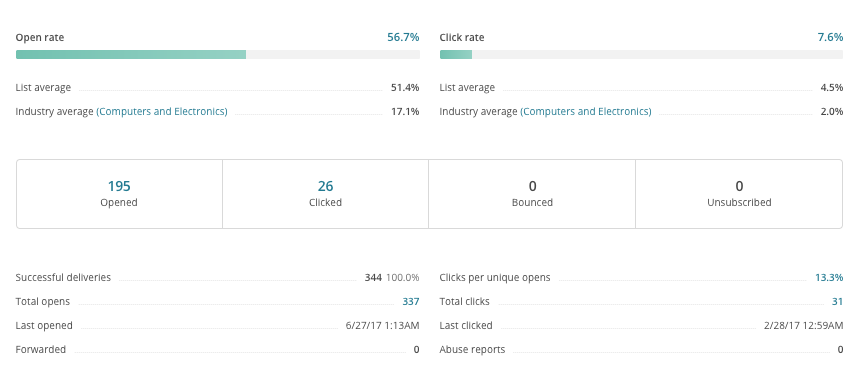 Open rate 56.7% Click rate 7.6%
List average 51.4% List average 4.5%
Industry average (Computers and Electronics) 17.1% Industry average (Computers and Electronics) 2.0%
195 26 0 0
Opened Clicked Bounced Unsubscribed
Successful deliveries 344 100.0% Clicks per unique opens 13.3%
Total opens 337 Total clicks 31
Last opened 6/27/17 1:13AM Last clicked 2/28/17 12:59AM
Forwarded 0 Abuse reports 0